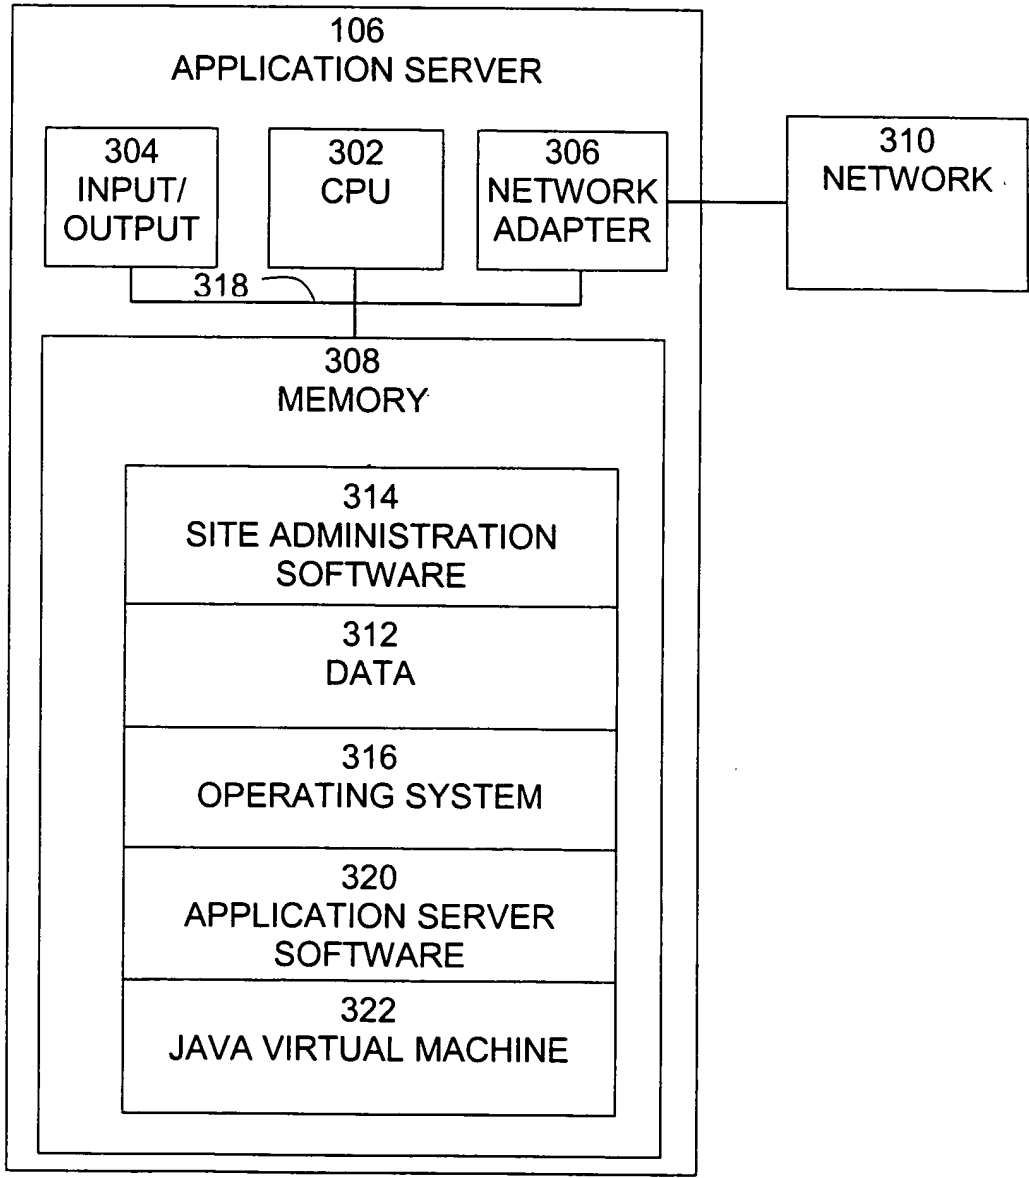 106
APPLICATION SERVER
304
INPUT/
OUTPUT
302
CPU
306
NETWORK
ADAPTER
310
NETWORK
318
308
MEMORY
314
SITE ADMINISTRATION
SOFTWARE
312
DATA
316
OPERATING SYSTEM
320
APPLICATION SERVER
SOFTWARE
322
JAVA VIRTUAL MACHINE